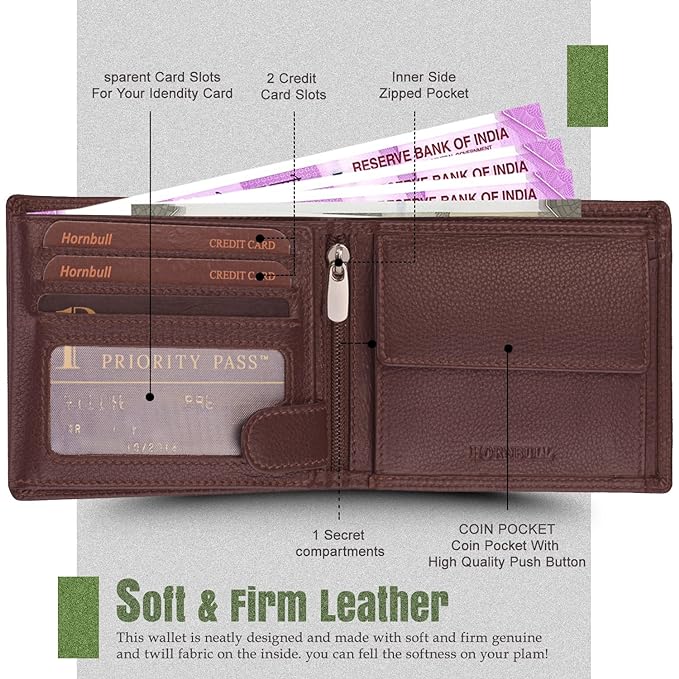 sparent Card Slots
For Your Idendity Card
2 Credit
Card Slots
Inner Side
Zipped Pocket
RESERVE BANK OF INDIA
RESERVE BANK OF INDIA
BANK OF INDIA
Hornbull
CREDIT CARD
Hornbull
CREDIT CARD
PRIORITY PASS™
HORNBULL
1 Secret
compartments
COIN POCKET
Coin Pocket With
High Quality Push Button
Soft & Firm Leather
This wallet is neatly designed and made with soft and firm genuine
and twill fabric on the inside. you can fell the softness on your plam!